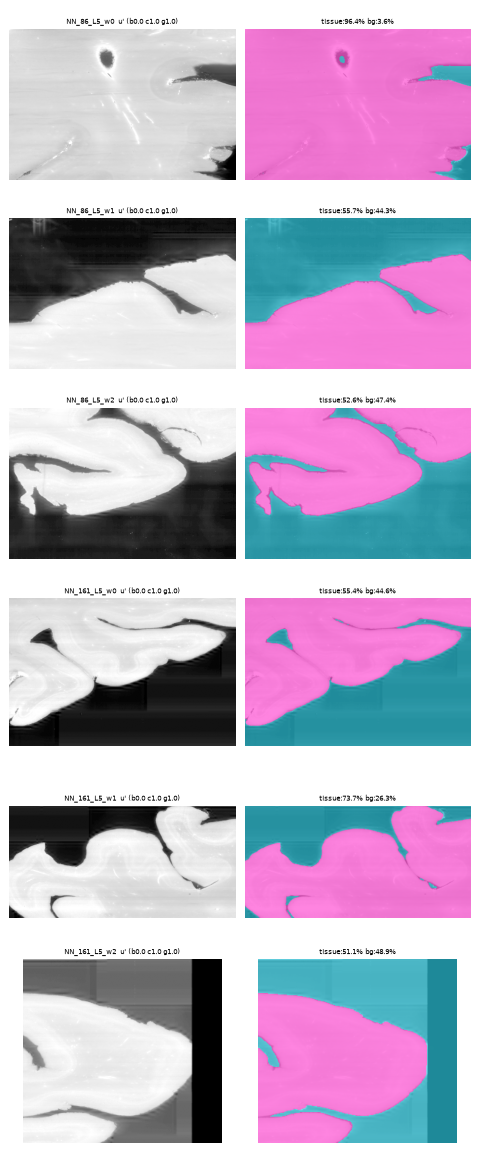 NN_86_L5_w0  u' (b0.0 c1.0 g1.0)
tissue:96.4% bg:3.6%
NN_86_L5_w1  u' (b0.0 c1.0 g1.0)
tissue:55.7% bg:44.3%
NN_86_L5_w2  u' (b0.0 c1.0 g1.0)
tissue:52.6% bg:47.4%
NN_161_L5_w0  u' (b0.0 c1.0 g1.0)
tissue:55.4% bg:44.6%
NN_161_L5_w1  u' (b0.0 c1.0 g1.0)
tissue:73.7% bg:26.3%
NN_161_L5_w2  u' (b0.0 c1.0 g1.0)
tissue:51.1% bg:48.9%